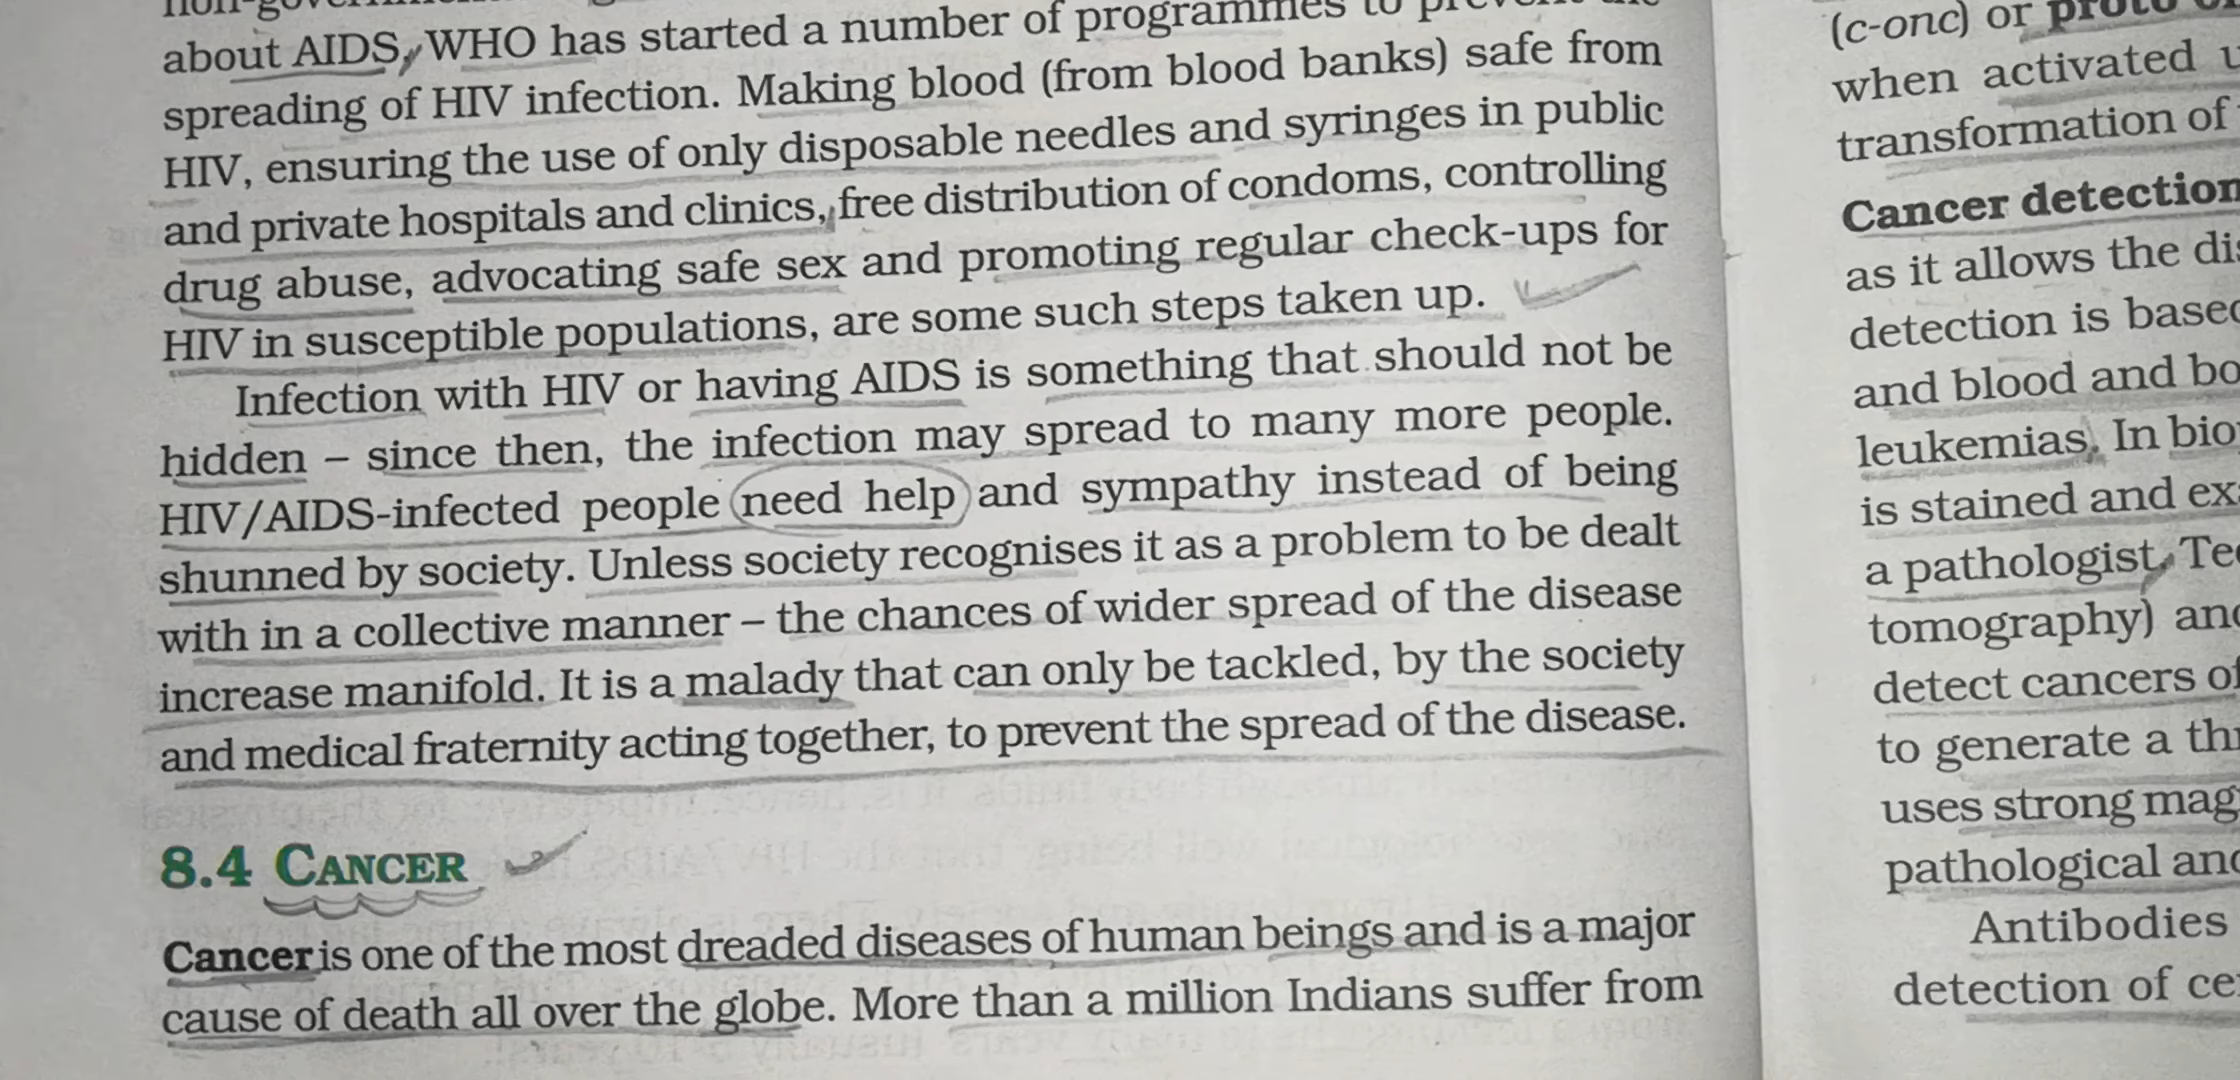 about AIDS, WHO has started a number of programmes to prevent the
spreading of HIV infection. Making blood (from blood banks) safe from
HIV, ensuring the use of only disposable needles and syringes in public
and private hospitals and clinics, free distribution of condoms, controlling
drug abuse, advocating safe sex and promoting regular check-ups for
HIV in susceptible populations, are some such steps taken up.
Infection with HIV or having AIDS is something that should not be
hidden – since then, the infection may spread to many more people.
HIV/AIDS-infected people need help and sympathy instead of being
shunned by society. Unless society recognises it as a problem to be dealt
with in a collective manner – the chances of wider spread of the disease
increase manifold. It is a malady that can only be tackled, by the society
and medical fraternity acting together, to prevent the spread of the disease.
8.4 CANCER
Cancer is one of the most dreaded diseases of human beings and is a major
cause of death all over the globe. More than a million Indians suffer from
(c-onc) or proto
when activated
transformation of
Cancer detection
as it allows the
detection is based
and blood and
leukemias. In
is stained and
a pathologist.
tomography) and
detect cancers of
to generate a
uses strong
pathological and
Antibodies
detection of